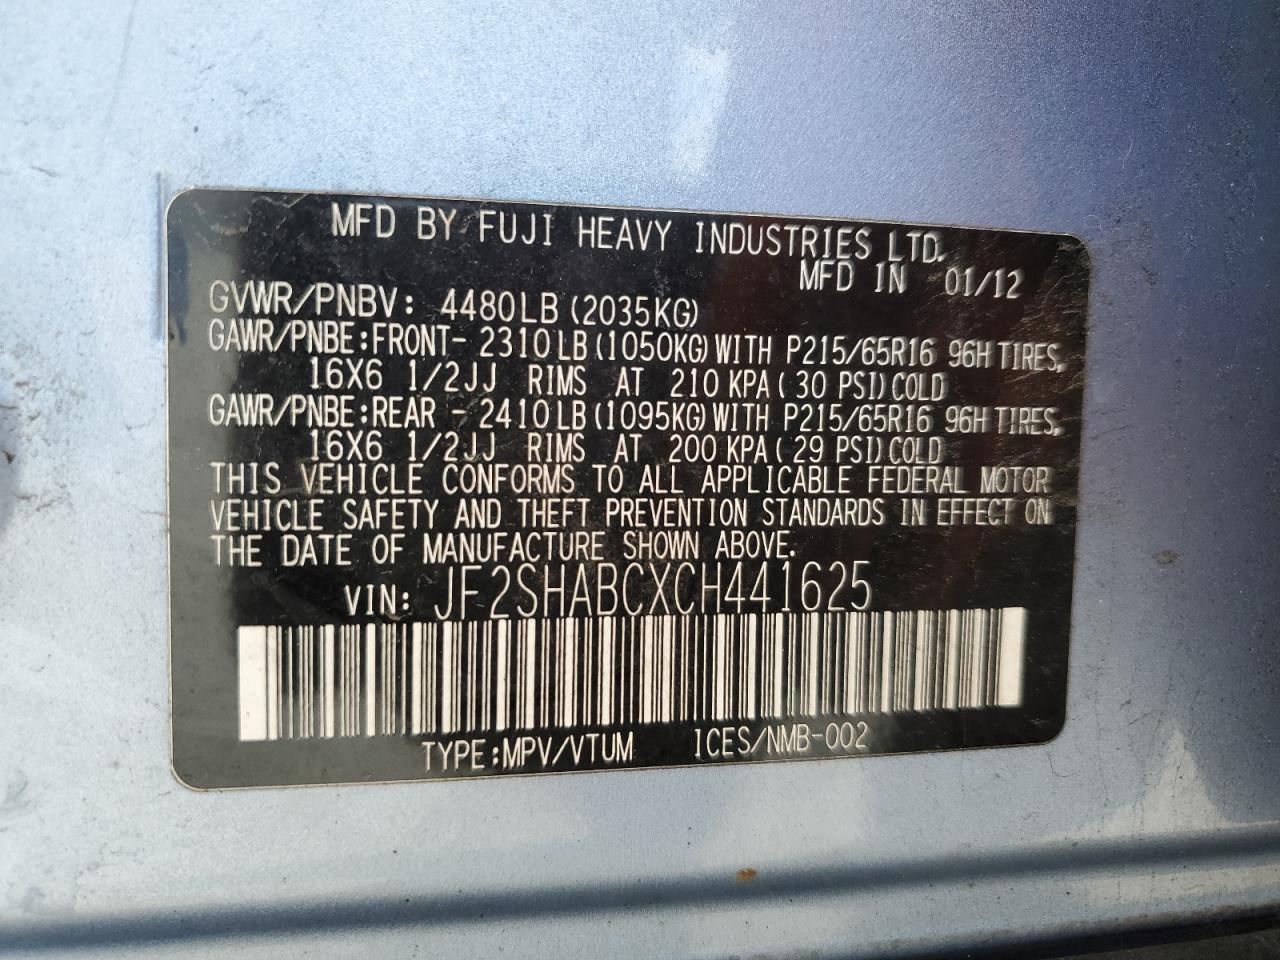 MFD BY FUJI HEAVY INDUSTRIES LTD.
MFD IN 01/12
GVWR/PNBV: 4480LB (2035KG)
GAWR/PNBE:FRONT- 2310LB (1050KG) WITH P215/65R16 96H TIRES,
16X6 1/2JJ RIMS AT 210 KPA ( 30 PSI) COLD
GAWR/PNBE:REAR - 2410LB (1095KG) WITH P215/65R16 96H TIRES,
16X6 1/2JJ RIMS AT 200 KPA ( 29 PSI) COLD
THIS VEHICLE CONFORMS TO ALL APPLICABLE FEDERAL MOTOR
VEHICLE SAFETY AND THEFT PREVENTION STANDARDS IN EFFECT ON
THE DATE OF MANUFACTURE SHOWN ABOVE.
VIN: JF2SHABCXCH441625
TYPE:MPV/VTUM ICES/NMB-002